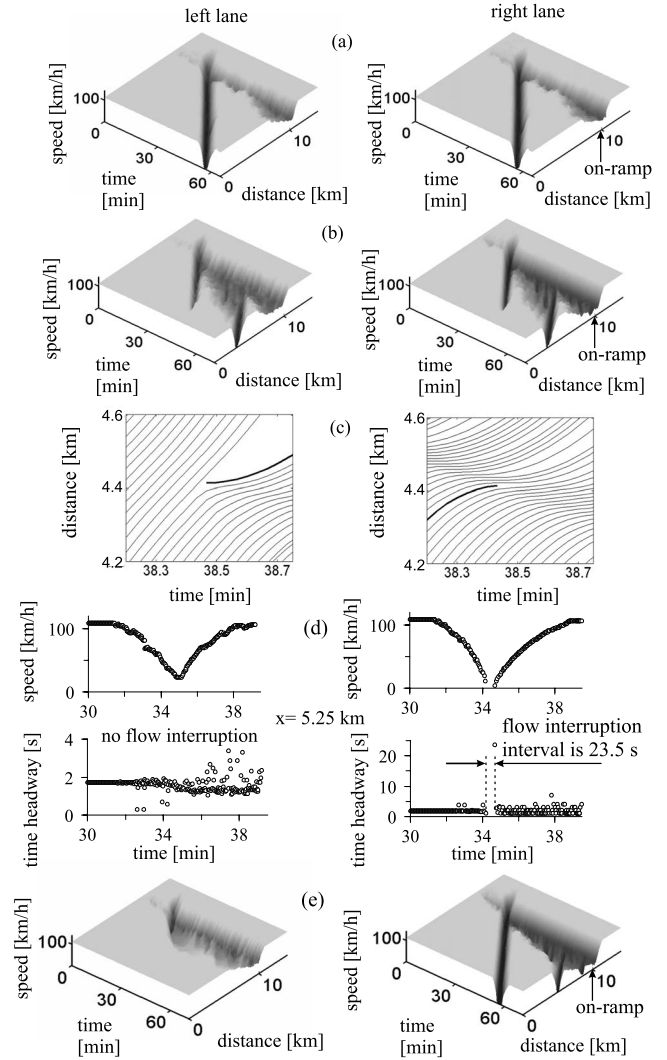 left lane
right lane
(a)
speed [km/h]
100
0
30
60
time
[min]
0
10
distance [km]
speed [km/h]
100
0
30
60
time
[min]
0
10
on-ramp
distance [km]
(b)
speed [km/h]
100
0
30
60
time
[min]
0
10
distance [km]
speed [km/h]
100
0
30
60
time
[min]
0
10
on-ramp
distance [km]
(c)
distance [km]
4.6
4.4
4.2
38.3
38.5
38.7
time [min]
distance [km]
4.6
4.4
4.2
38.3
38.5
38.7
time [min]
(d)
speed [km/h]
100
0
30
34
38
speed [km/h]
100
0
30
34
38
x= 5.25 km
no flow interruption
time headway [s]
4
2
0
30
34
38
time [min]
flow interruption
interval is 23.5 s
time headway [s]
20
10
0
30
34
38
time [min]
(e)
speed [km/h]
100
0
30
60
time
[min]
0
10
distance [km]
speed [km/h]
100
0
30
60
time
[min]
0
10
on-ramp
distance [km]